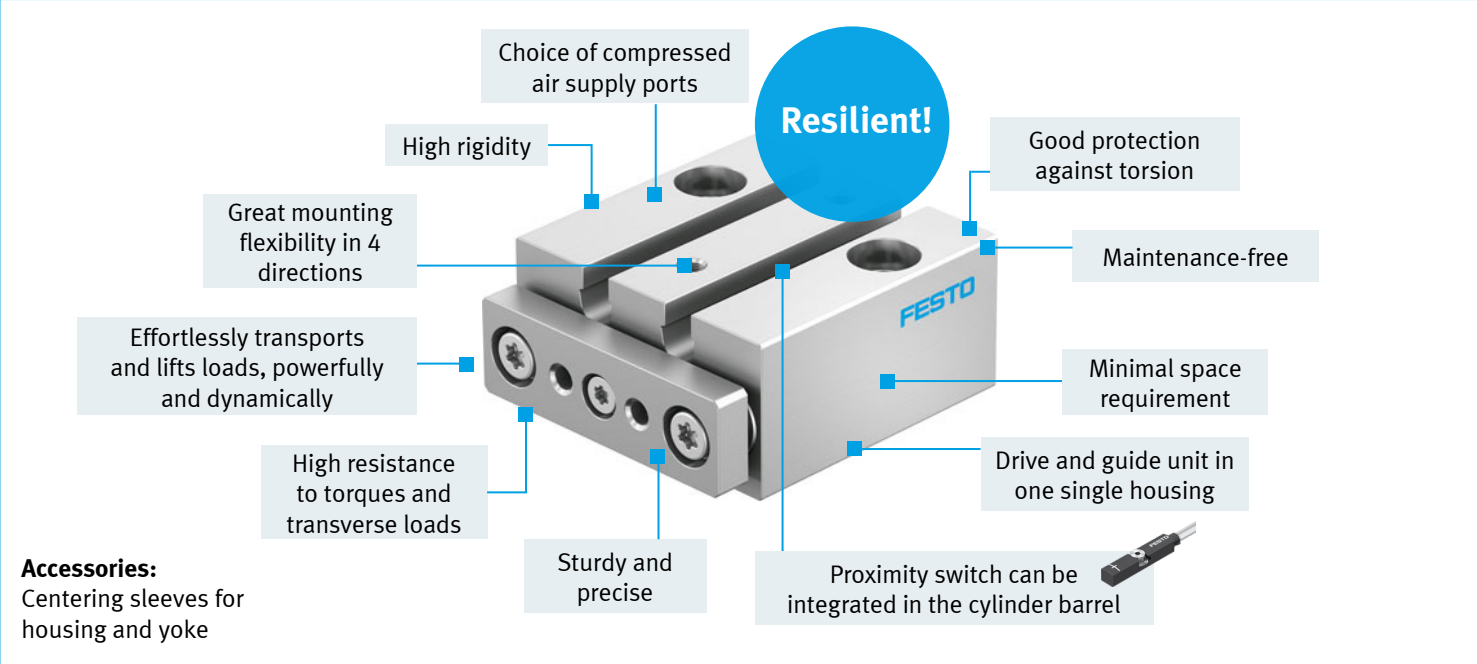 Choice of compressed
air supply ports
Resilient!
High rigidity
Good protection
against torsion
Great mounting
flexibility in 4
directions
Maintenance-free
FESTO
Effortlessly transports
and lifts loads, powerfully
and dynamically
Minimal space
requirement
High resistance
to torques and
transverse loads
Drive and guide unit in
one single housing
Sturdy and
precise
FESTO
Proximity switch can be
integrated in the cylinder barrel
Accessories:
Centering sleeves for
housing and yoke